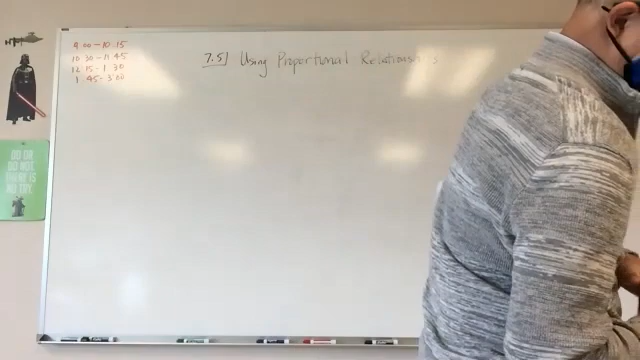 9 00 - 10 15
10 30 - 11 45
12 15 - 1 30
1 45 - 3 00
7.5 Using Proportional Relationships
DO OR
DO NOT
THERE IS
NO TRY.